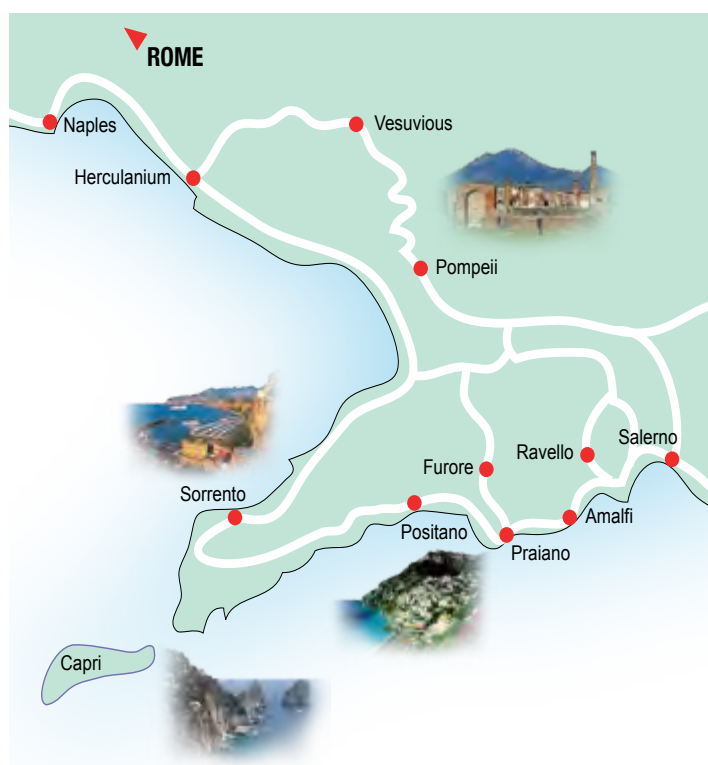 ROME
Naples
Vesuvious
Herculanium
Pompeii
Salerno
Ravello
Furore
Sorrento
Positano
Amalfi
Praiano
Capri